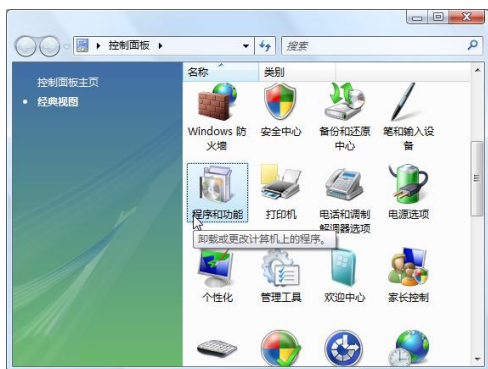 控制面板
搜索
控制面板主页
经典视图
名称
类别
Windows 防
火墙
安全中心
备份和还原
中心
笔和输入设
备
程序和功能
打印机
电话和调制
解调器选项
电源选项
卸载或更改计算机上的程序。
个性化
管理工具
欢迎中心
家长控制